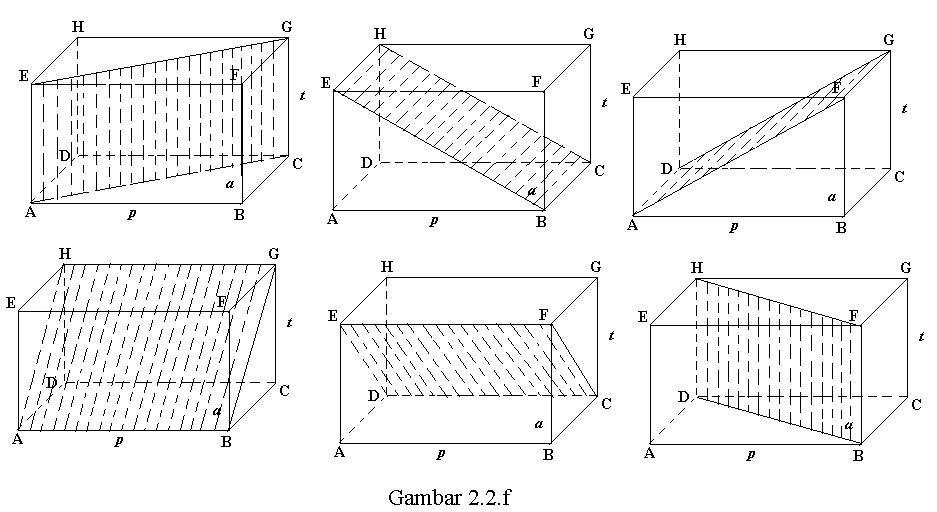 H G H G H G
E F E F E F
t t t
D C D C D C
a a a
A p B A p B A p B
H G H G H G
E F E F E F
t t t
D C D C D C
a a a
A p B A p B A p B
Gambar 2.2.f